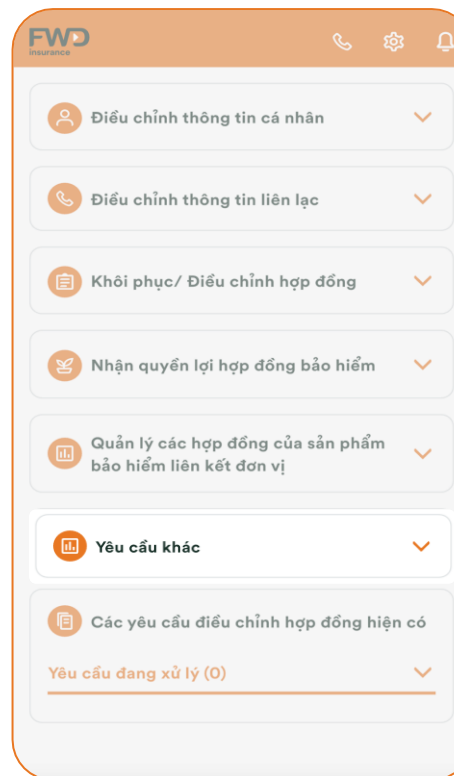 FWD
insurance
Điều chỉnh thông tin cá nhân
Điều chỉnh thông tin liên lạc
Khôi phục/ Điều chỉnh hợp đồng
Nhận quyền lợi hợp đồng bảo hiểm
Quản lý các hợp đồng của sản phẩm
bảo hiểm liên kết đơn vị
Yêu cầu khác
Các yêu cầu điều chỉnh hợp đồng hiện có
Yêu cầu đang xử lý (0)